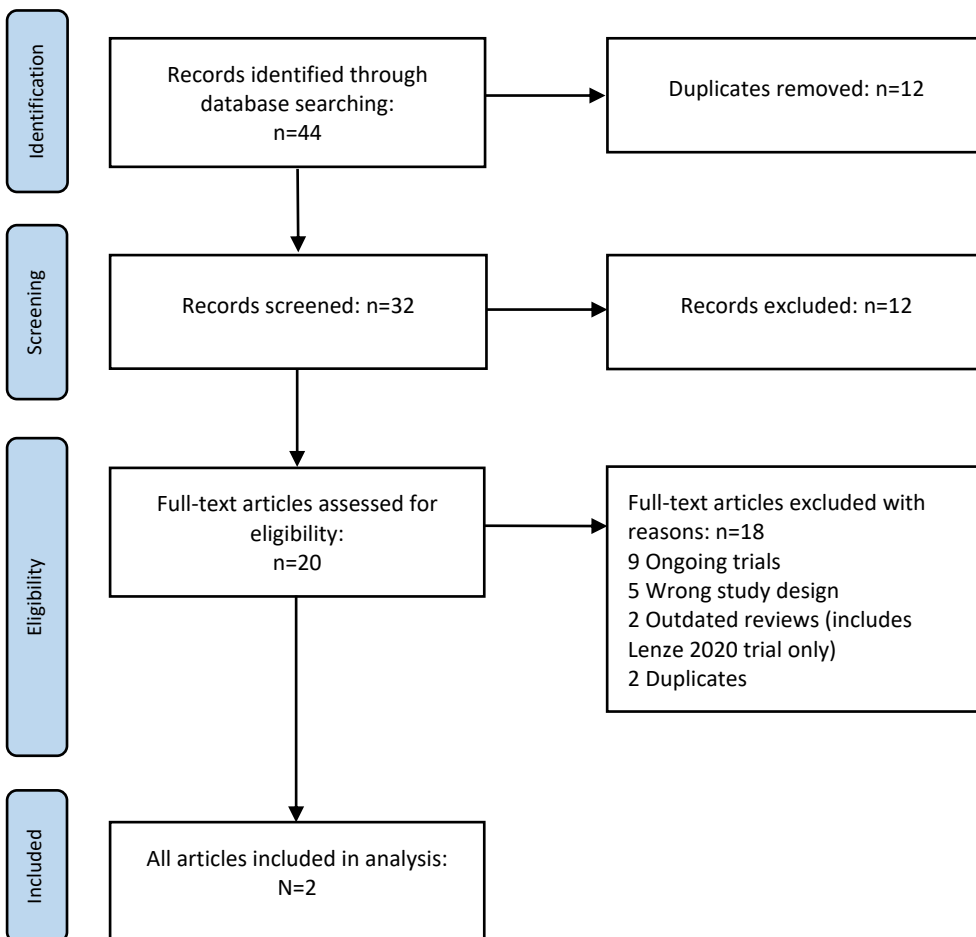 Identification
Records identified through
database searching:
n=44
Duplicates removed: n=12
Screening
Records screened: n=32
Records excluded: n=12
Eligibility
Full-text articles assessed for
eligibility:
n=20
Full-text articles excluded with
reasons: n=18
9 Ongoing trials
5 Wrong study design
2 Outdated reviews (includes
Lenze 2020 trial only)
2 Duplicates
Included
All articles included in analysis:
N=2